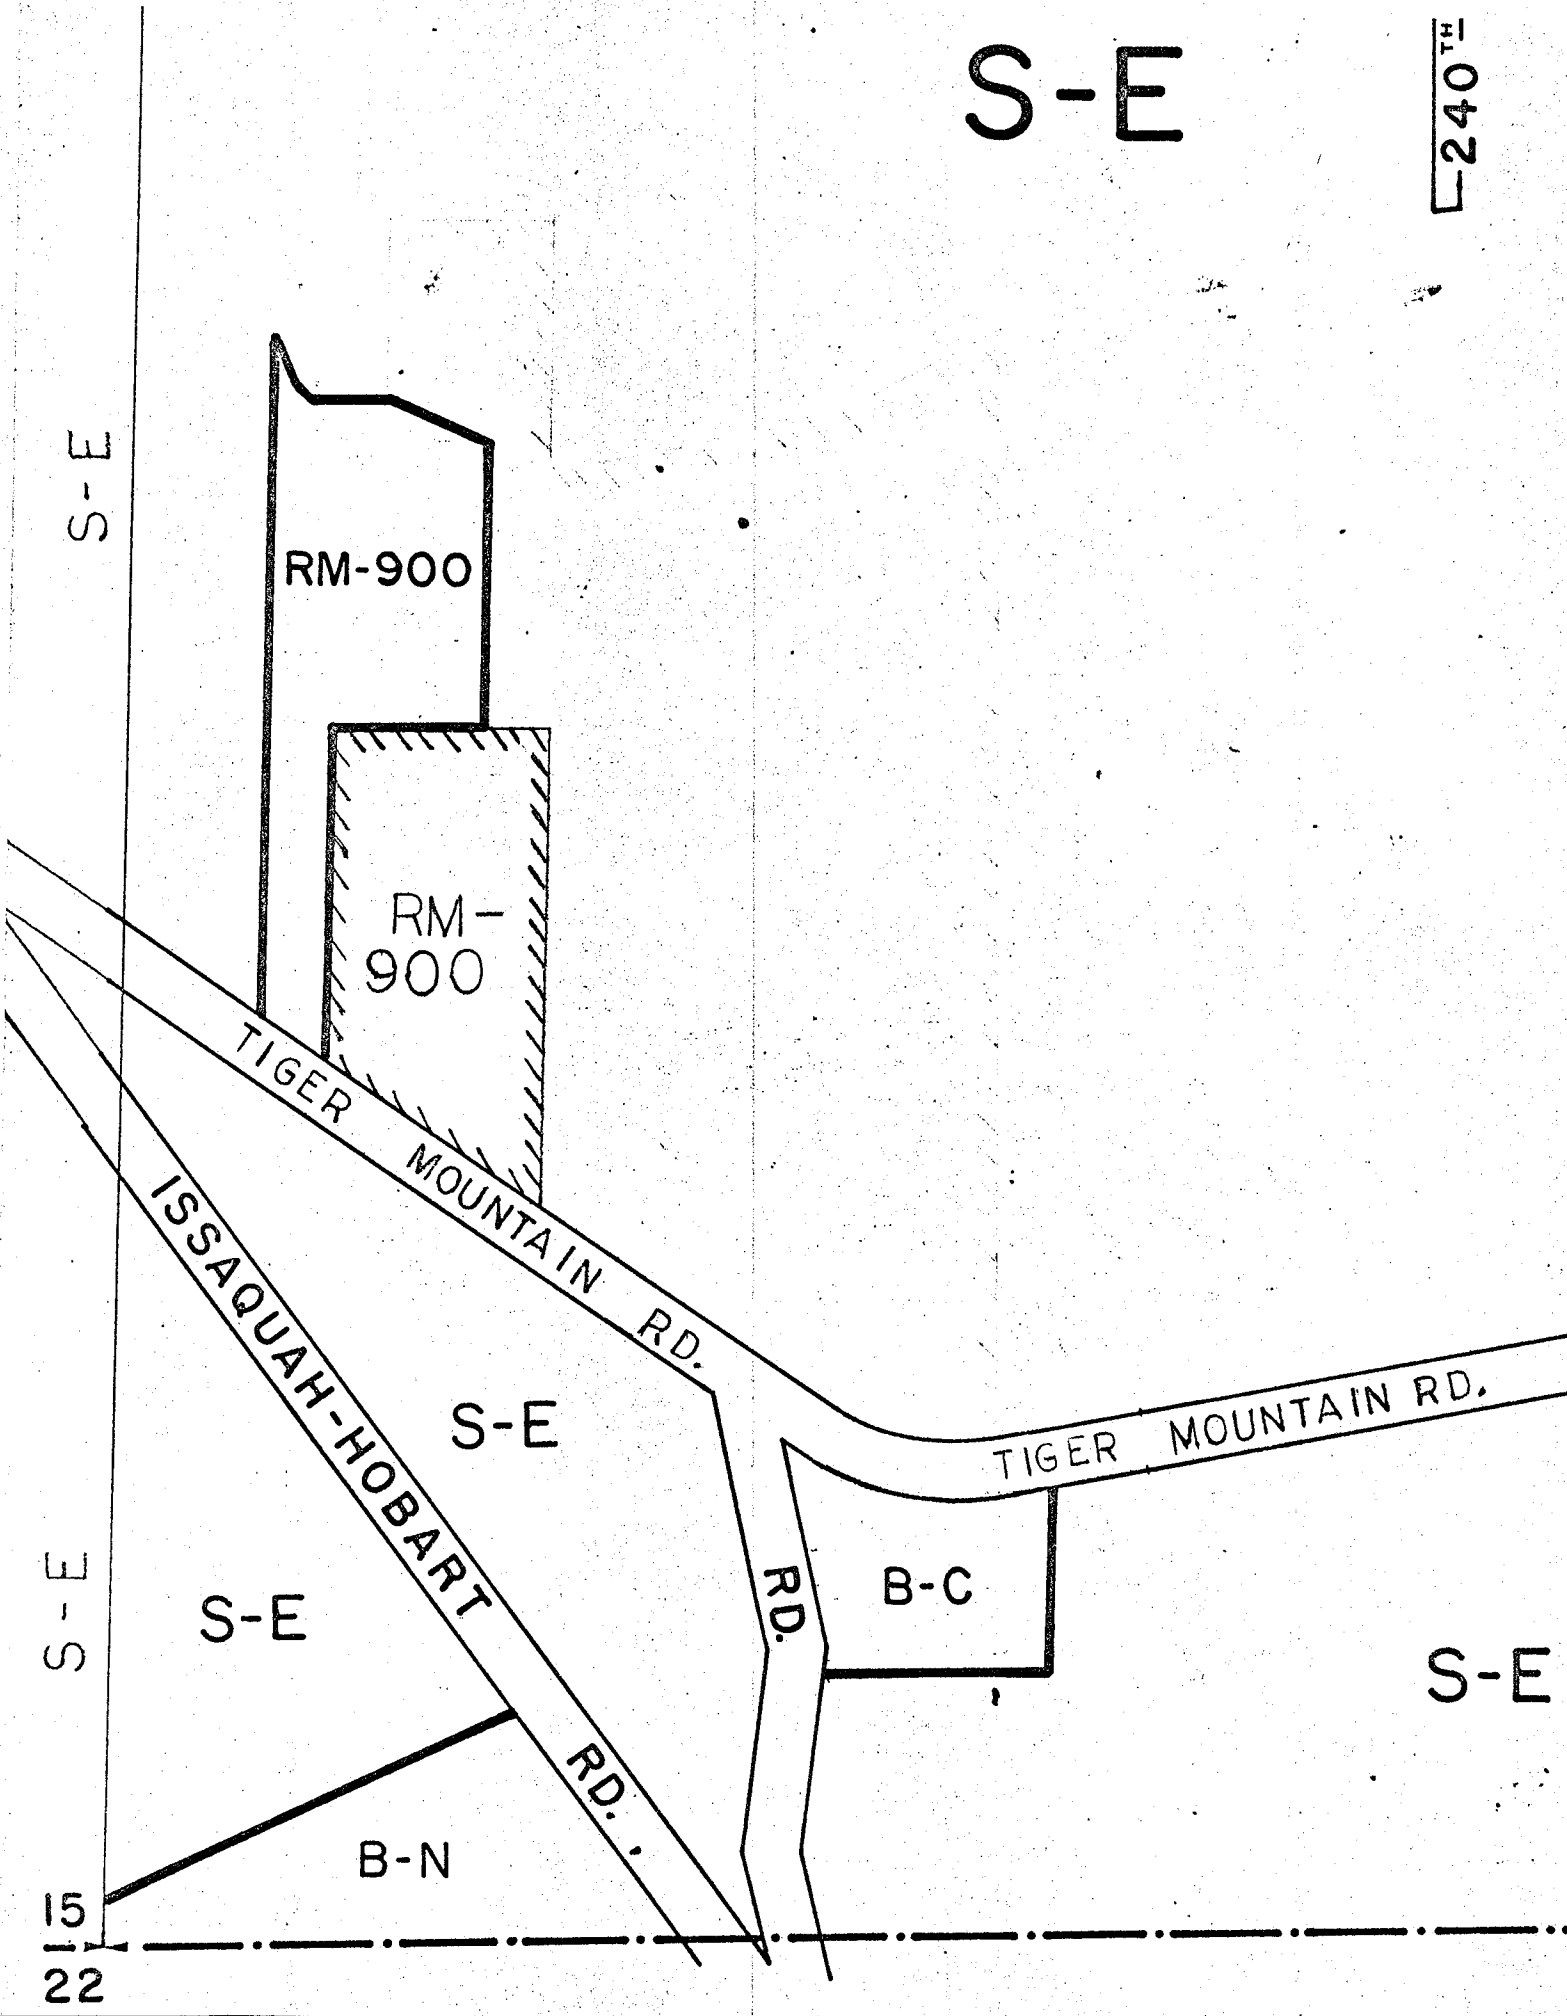 S-E
240TH
S-E
RM-900
RM-
900
TIGER MOUNTAIN RD.
ISSAQUAH-HOBART RD.
S-E
TIGER MOUNTAIN RD.
RD.
B-C
S-E
S-E
S-E
B-N
15
22